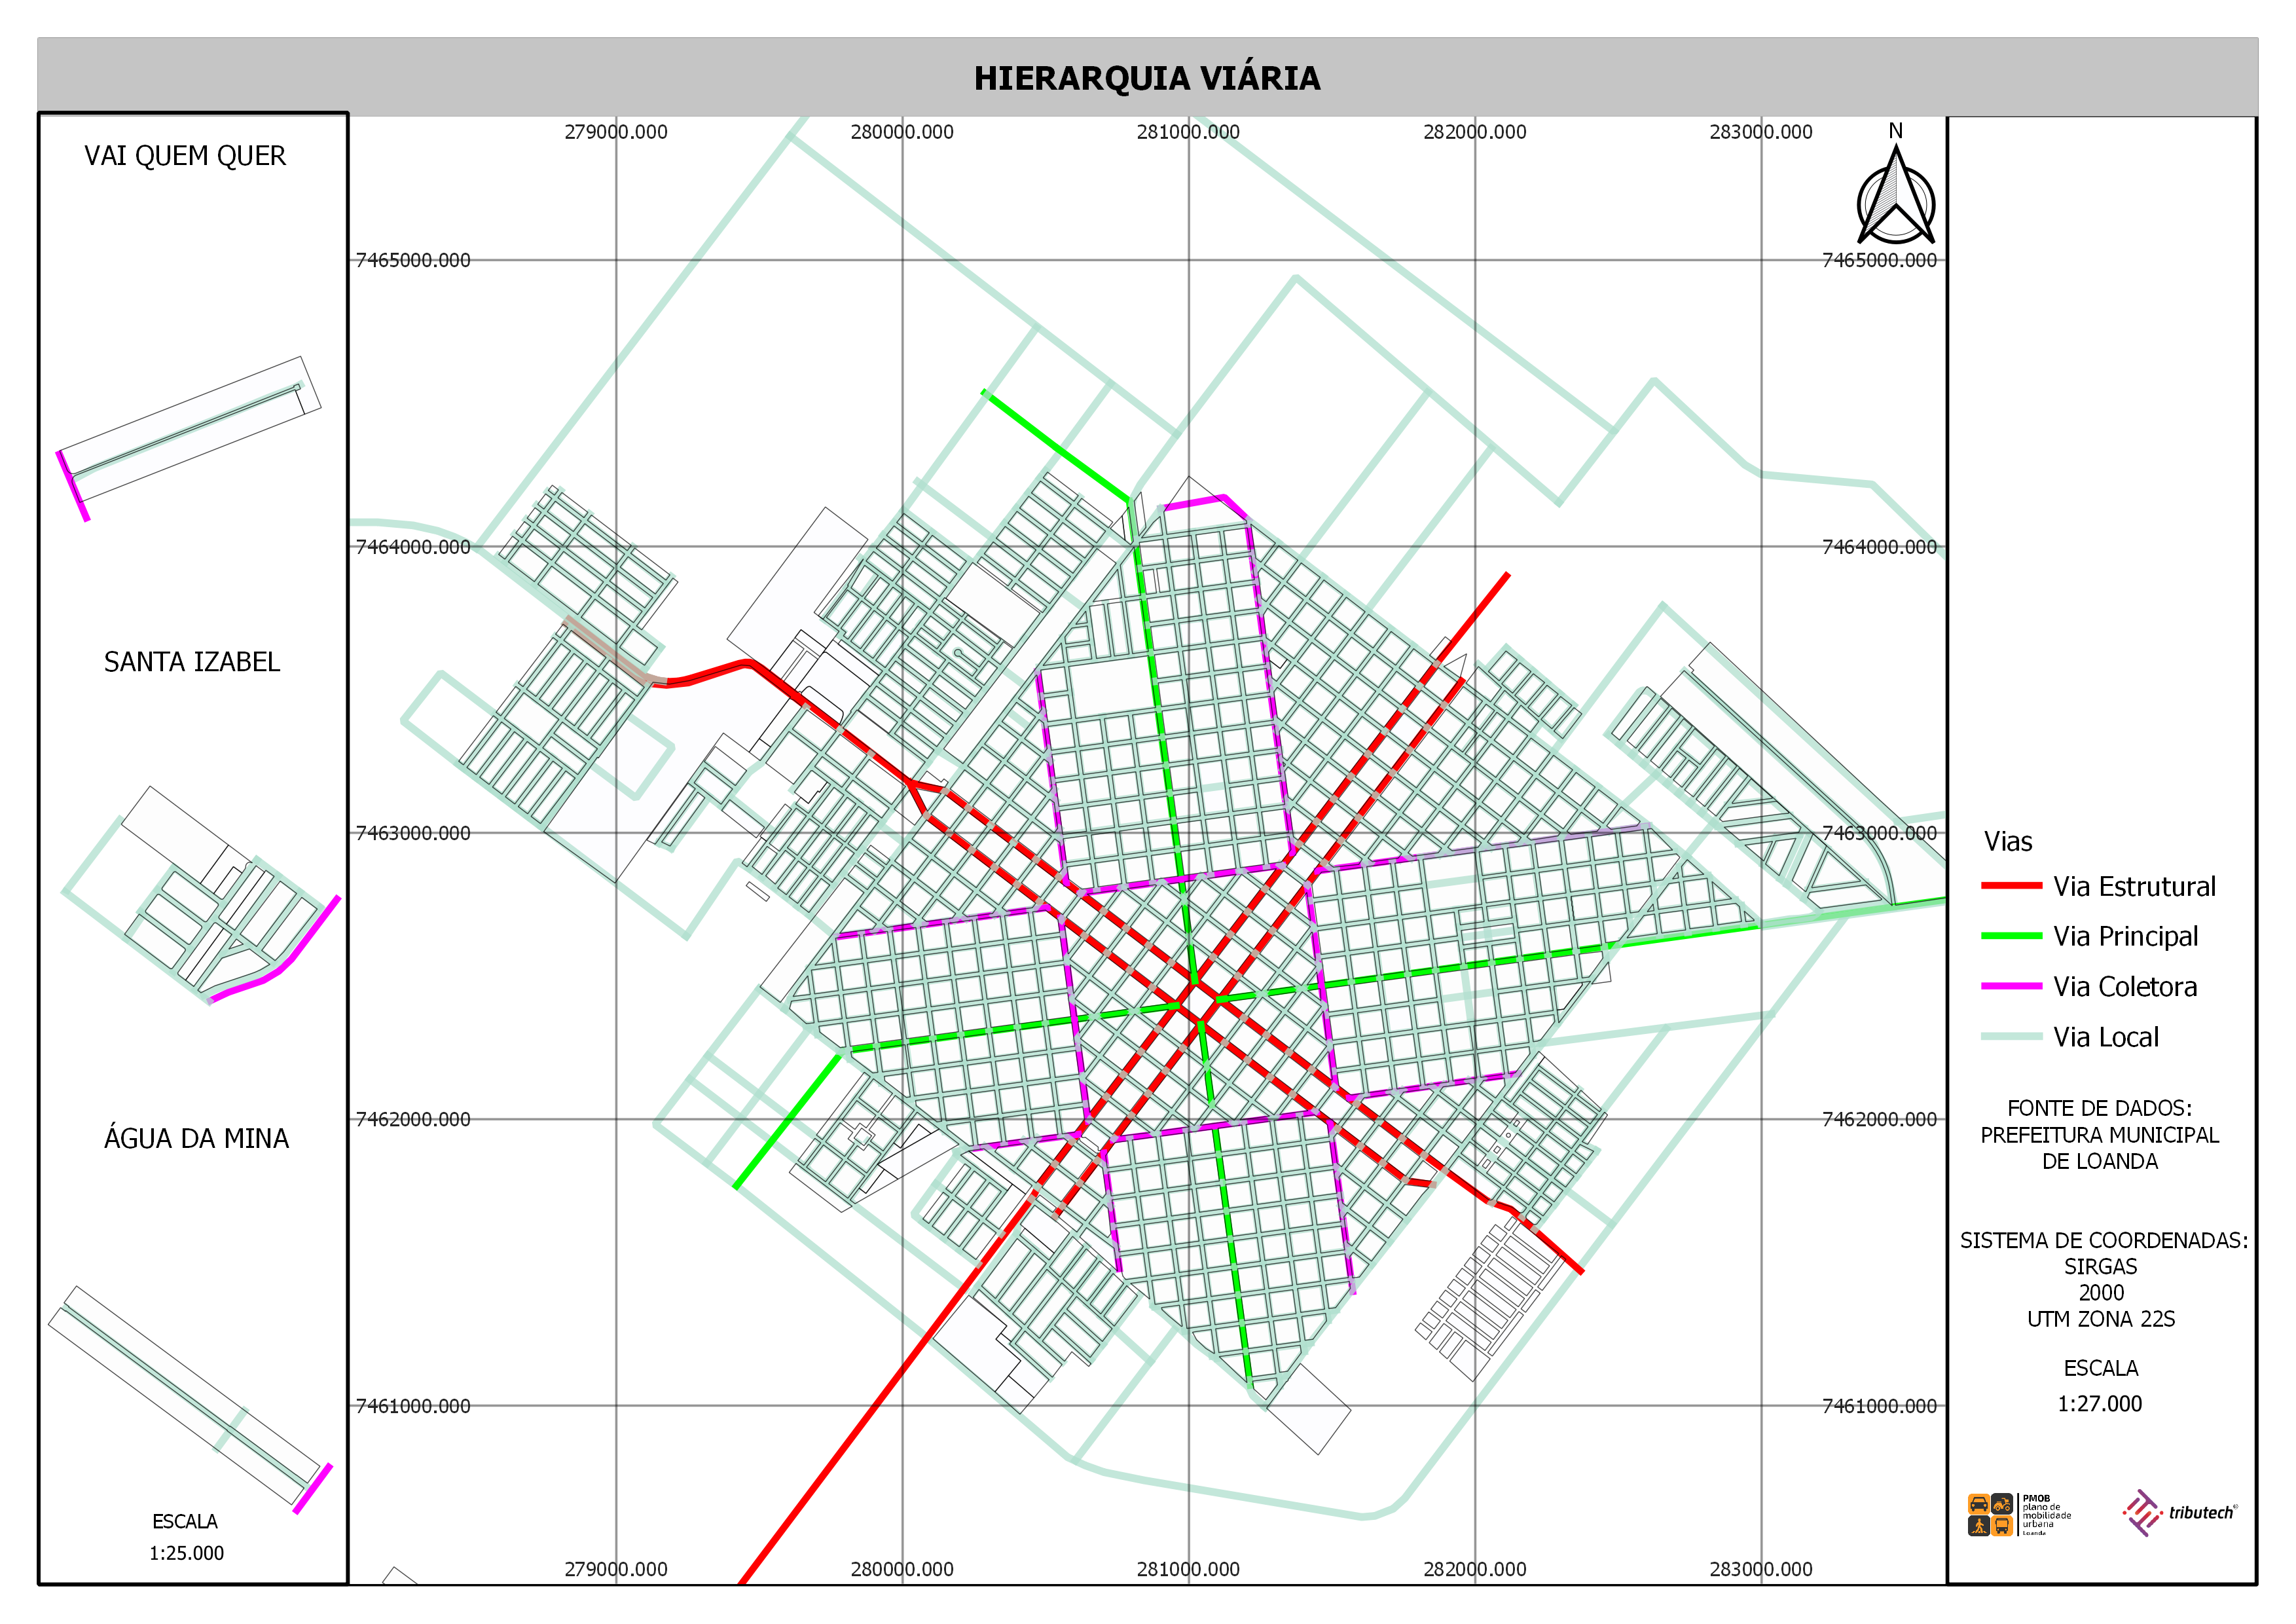 HIERARQUIA VIÁRIA
VAI QUEM QUER
SANTA IZABEL
ÁGUA DA MINA
ESCALA
1:25.000
279000.000
280000.000
281000.000
282000.000
283000.000
N
7465000.000
7465000.000
7464000.000
7464000.000
7463000.000
7463000.000
7462000.000
7462000.000
7461000.000
7461000.000
279000.000
280000.000
281000.000
282000.000
283000.000
Vias
Via Estrutural
Via Principal
Via Coletora
Via Local
FONTE DE DADOS:
PREFEITURA MUNICIPAL
DE LOANDA
SISTEMA DE COORDENADAS:
SIRGAS
2000
UTM ZONA 22S
ESCALA
1:27.000
PMOB
plano de
mobilidade
urbana
Loanda
tributech®